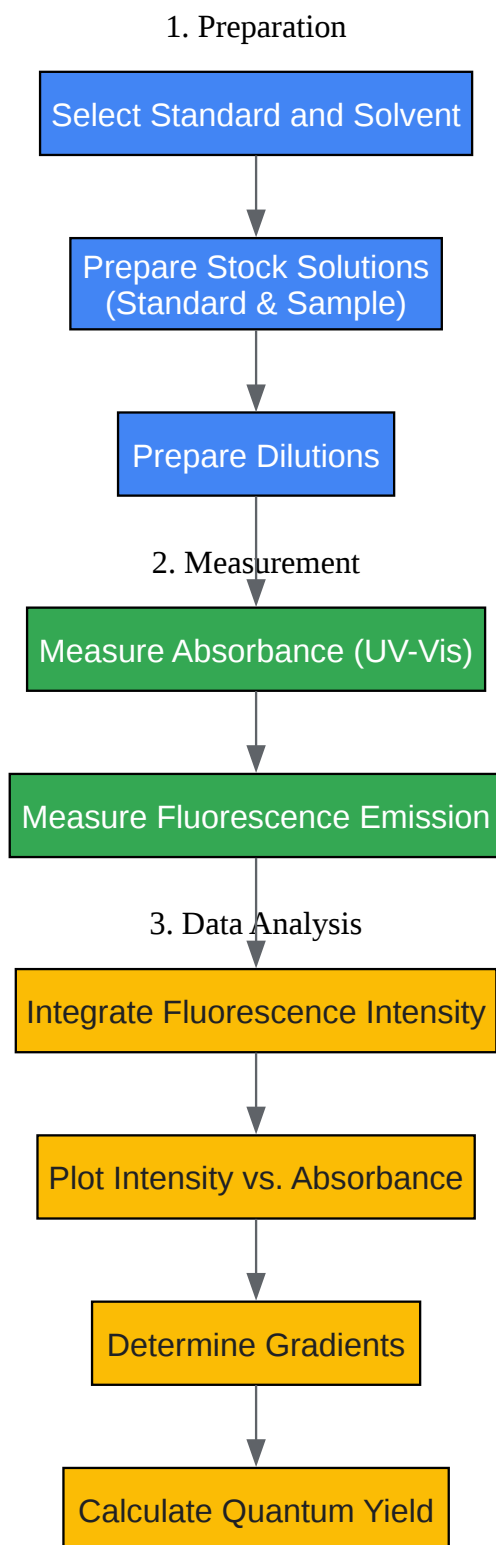 1. Preparation
Select Standard and Solvent
Prepare Stock Solutions
(Standard & Sample)
Prepare Dilutions
2. Measurement
Measure Absorbance (UV-Vis)
Measure Fluorescence Emission
3. Data Analysis
Integrate Fluorescence Intensity
Plot Intensity vs. Absorbance
Determine Gradients
Calculate Quantum Yield